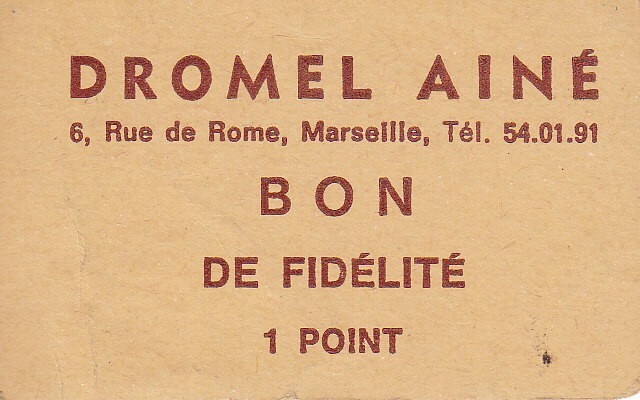 DROMEL AINÉ
6, Rue de Rome, Marseille, Tél. 54.01.91
BON
DE FIDÉLITÉ
1 POINT